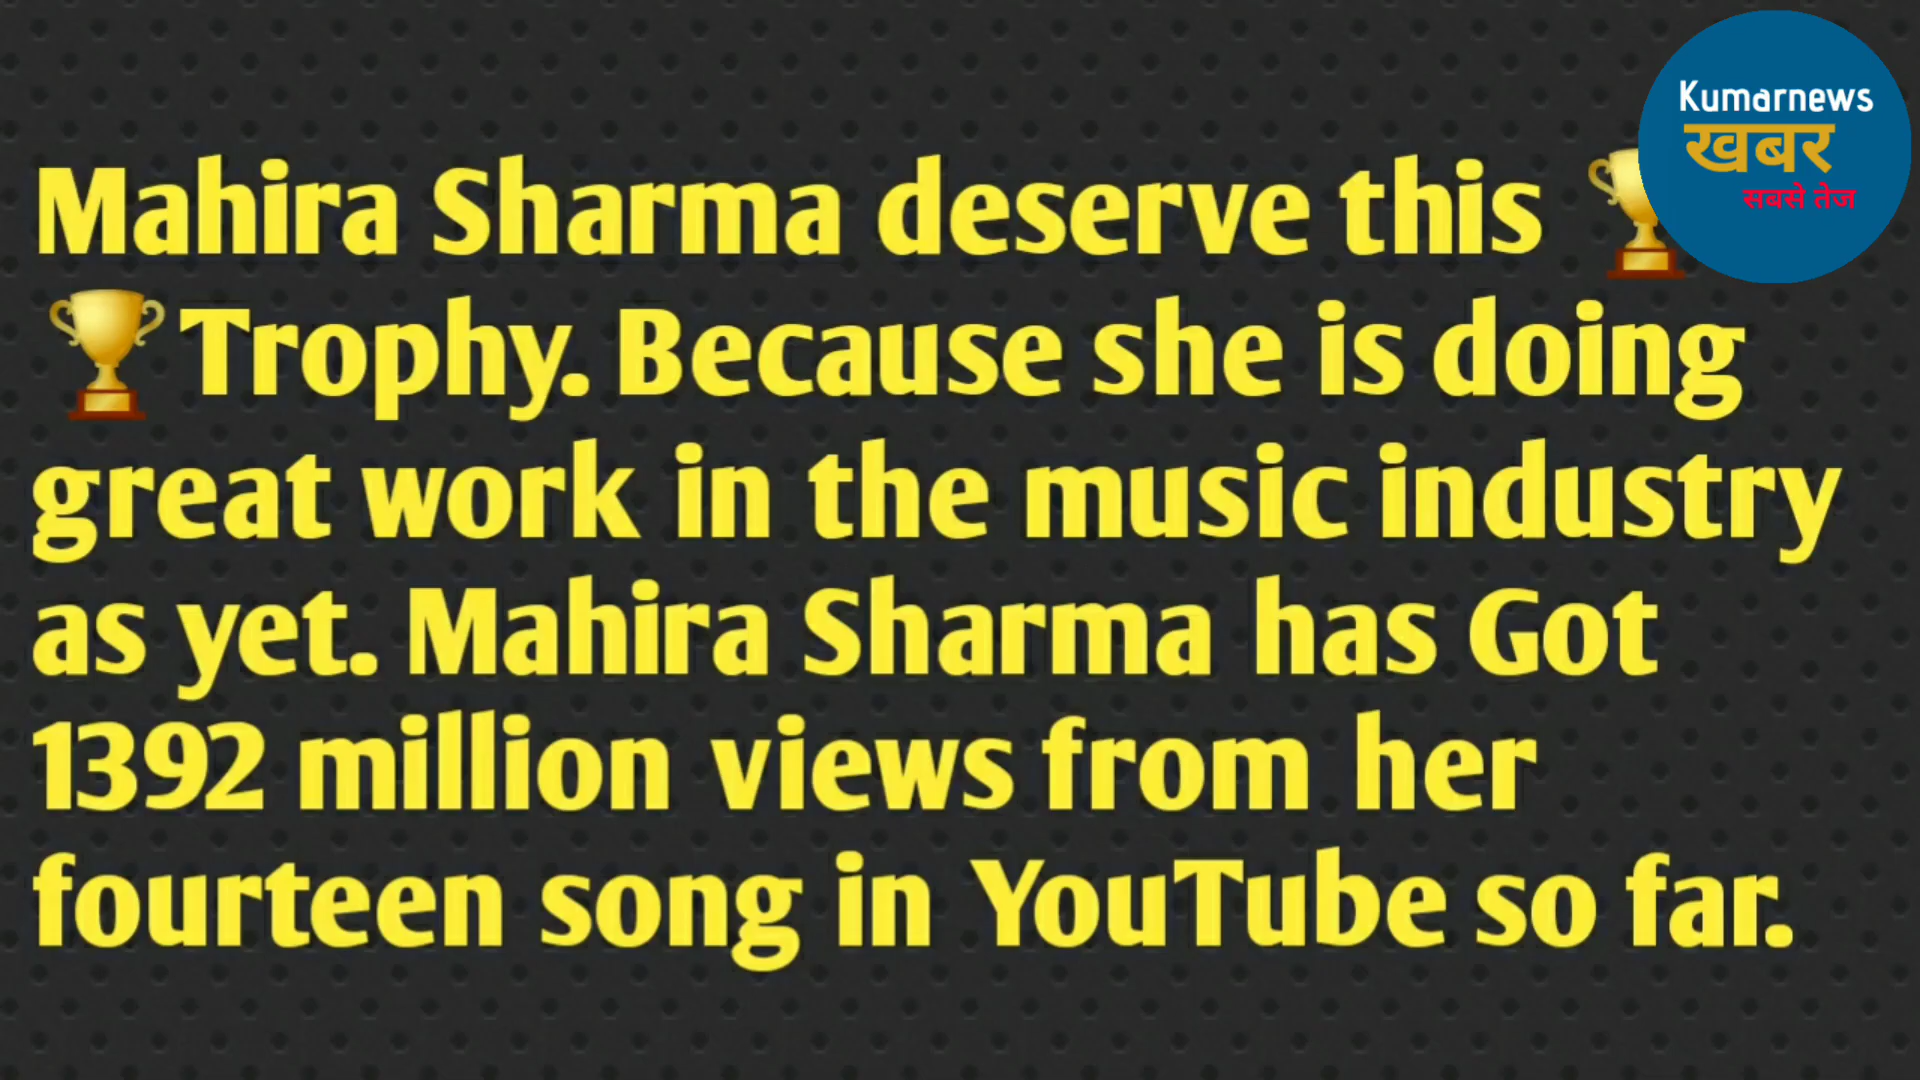 Kumarnews
खबर
सबसे तेज
Mahira Sharma deserve this 🏆
🏆Trophy. Because she is doing
great work in the music industry
as yet. Mahira Sharma has Got
1392 million views from her
fourteen song in YouTube so far.